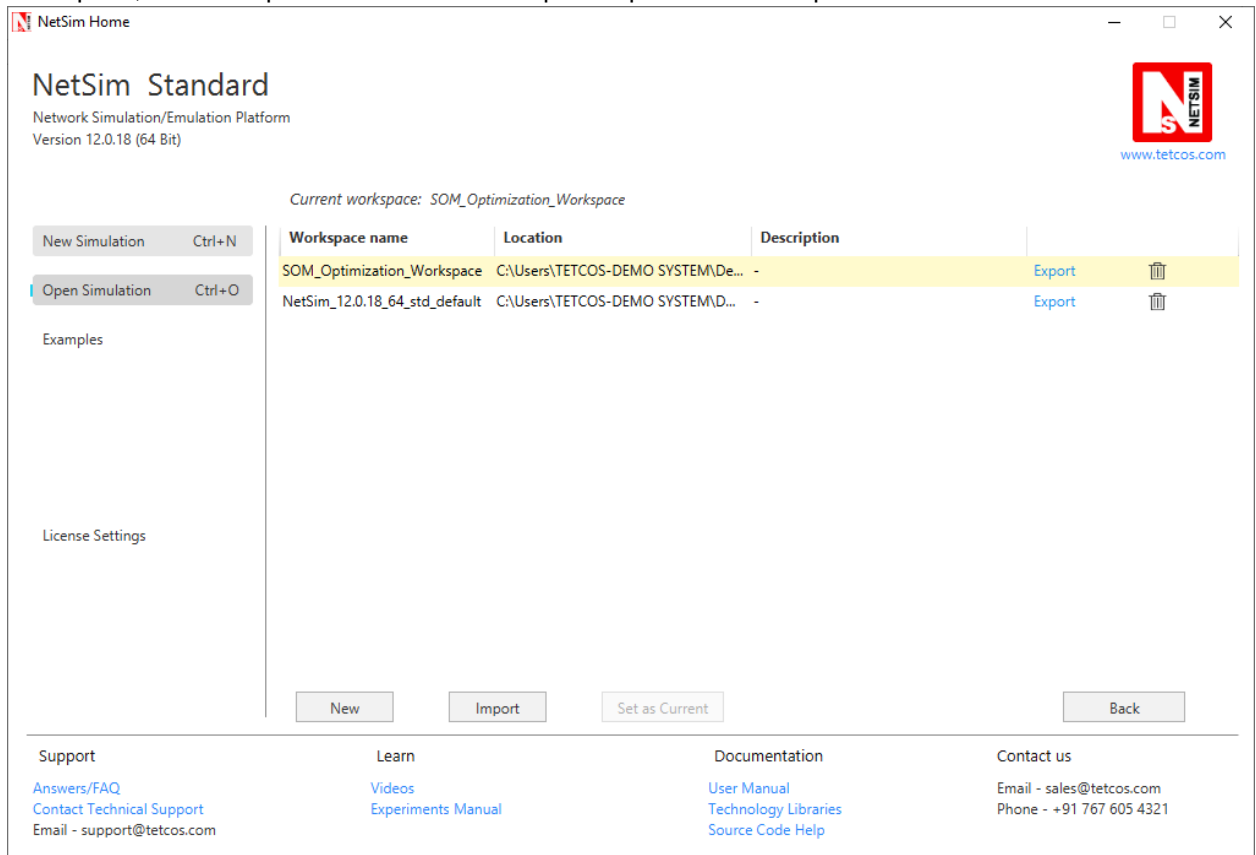 NetSim Home
NetSim Standard
Network Simulation/Emulation Platform
Version 12.0.18 (64 Bit)
N
S
NETSIM
www.tetcos.com
Current workspace: SOM_Optimization_Workspace
New Simulation Ctrl+N
Open Simulation Ctrl+O
Examples
License Settings
Workspace name Location Description
SOM_Optimization_Workspace C:\Users\TETCOS-DEMO SYSTEM\De... - Export
NetSim_12.0.18_64_std_default C:\Users\TETCOS-DEMO SYSTEM\D... - Export
New Import Set as Current Back
Support Learn Documentation Contact us
Answers/FAQ Videos User Manual Email - sales@tetcos.com
Contact Technical Support Experiments Manual Technology Libraries Phone - +91 767 605 4321
Email - support@tetcos.com Source Code Help